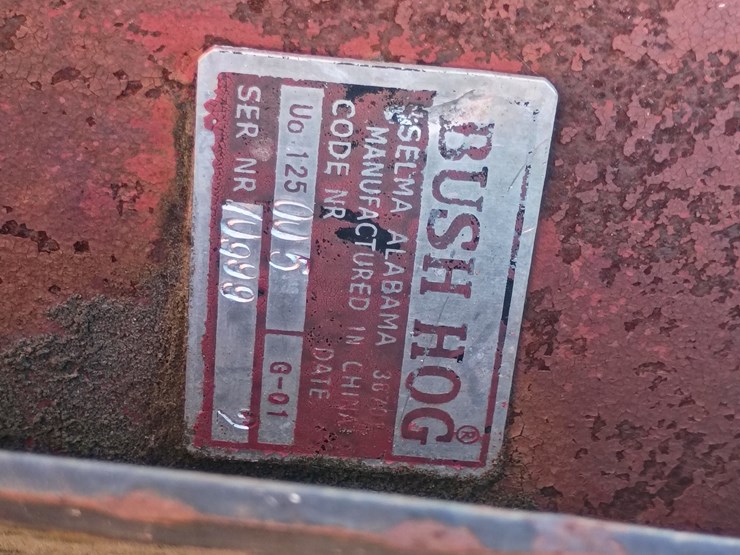 BUSH HOG®
SELMA ALABAMA
MANUFACTURED IN CHINA
CODE NR DATE
Uo 125 005 G-01
SER NR 10999